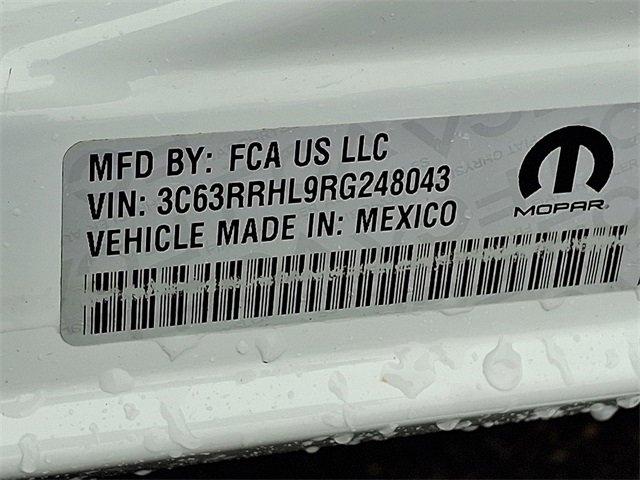 MFD BY: FCA US LLC
VIN: 3C63RRHL9RG248043
VEHICLE MADE IN: MEXICO
MOPAR